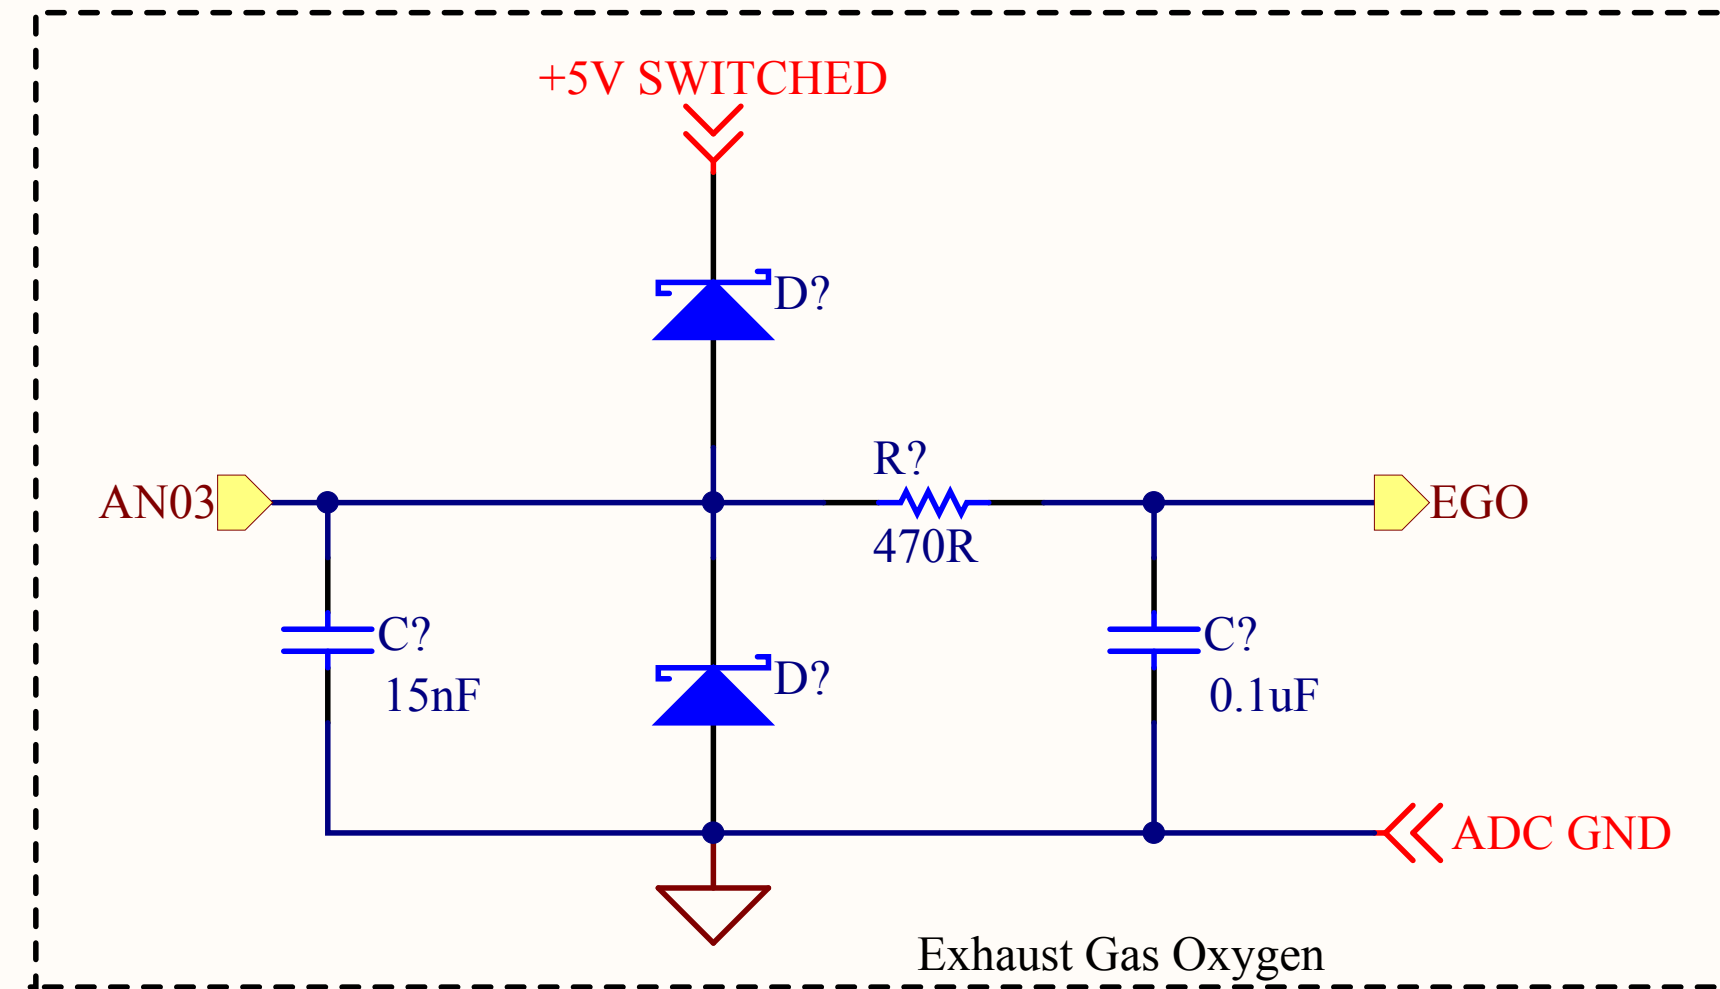 +5V SWITCHED
D?
R?
AN03
EGO
470R
C?
C?
D?
15nF
0.1uF
ADC GND
Exhaust Gas Oxygen